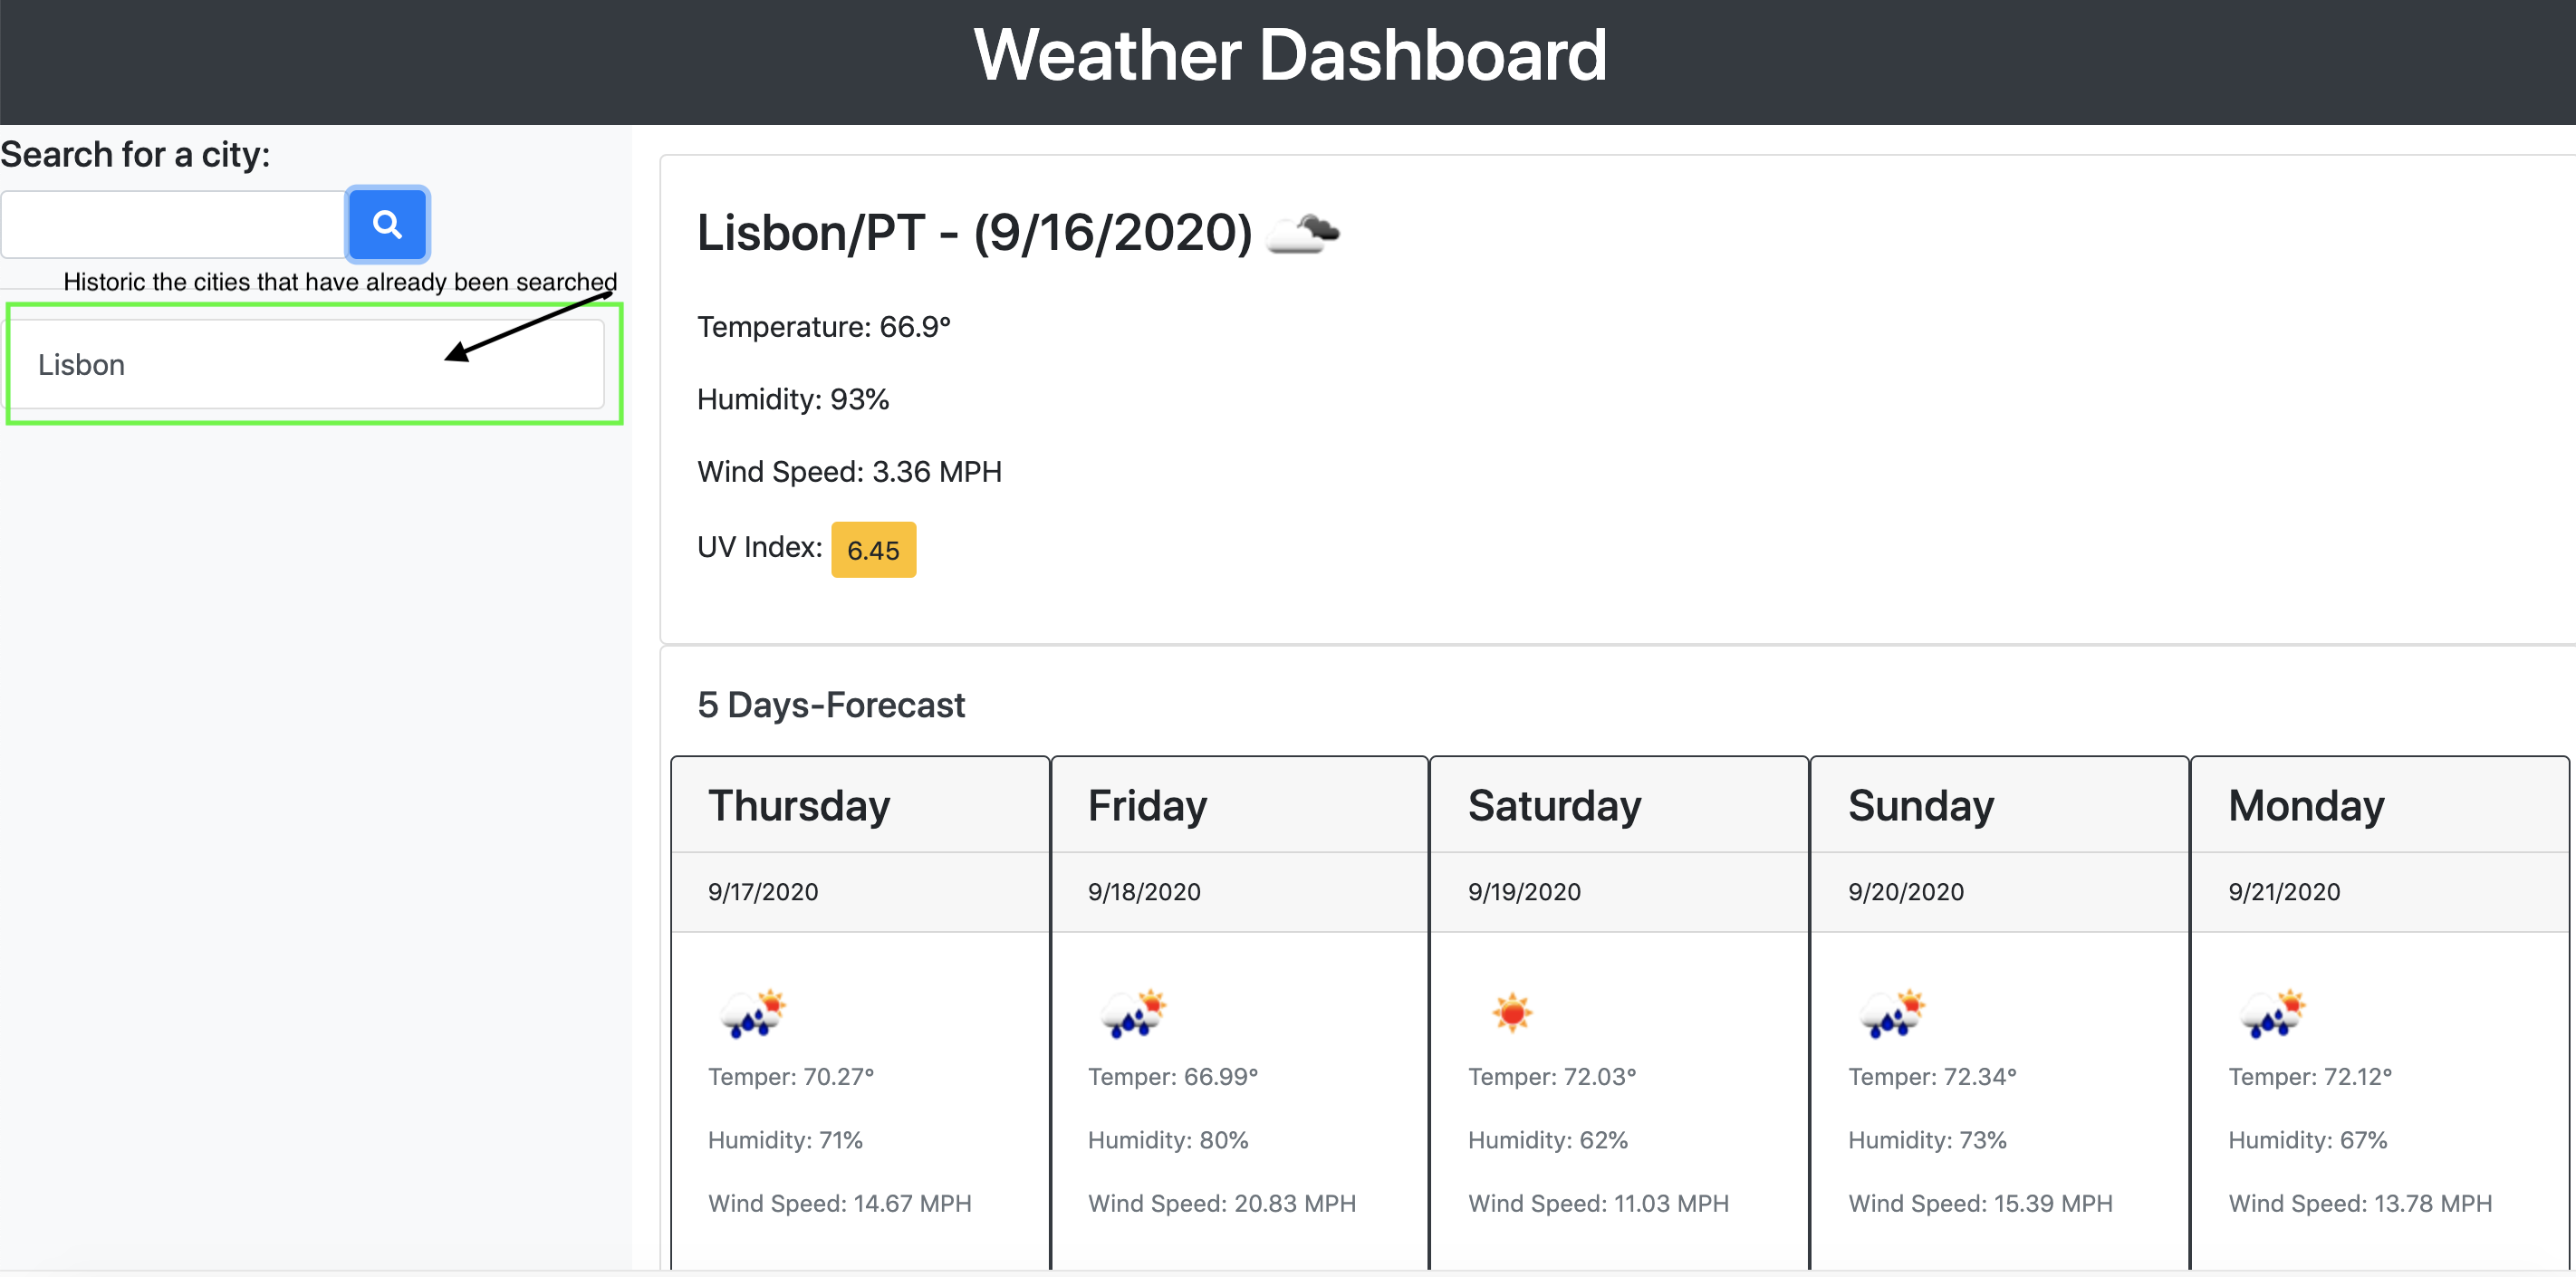 Weather Dashboard
Search for a city:
Historic the cities that have already been searched
Lisbon
Lisbon/PT - (9/16/2020)
Temperature: 66.9°
Humidity: 93%
Wind Speed: 3.36 MPH
UV Index: 6.45
5 Days-Forecast
Thursday
9/17/2020
Temper: 70.27°
Humidity: 71%
Wind Speed: 14.67 MPH
Friday
9/18/2020
Temper: 66.99°
Humidity: 80%
Wind Speed: 20.83 MPH
Saturday
9/19/2020
Temper: 72.03°
Humidity: 62%
Wind Speed: 11.03 MPH
Sunday
9/20/2020
Temper: 72.34°
Humidity: 73%
Wind Speed: 15.39 MPH
Monday
9/21/2020
Temper: 72.12°
Humidity: 67%
Wind Speed: 13.78 MPH